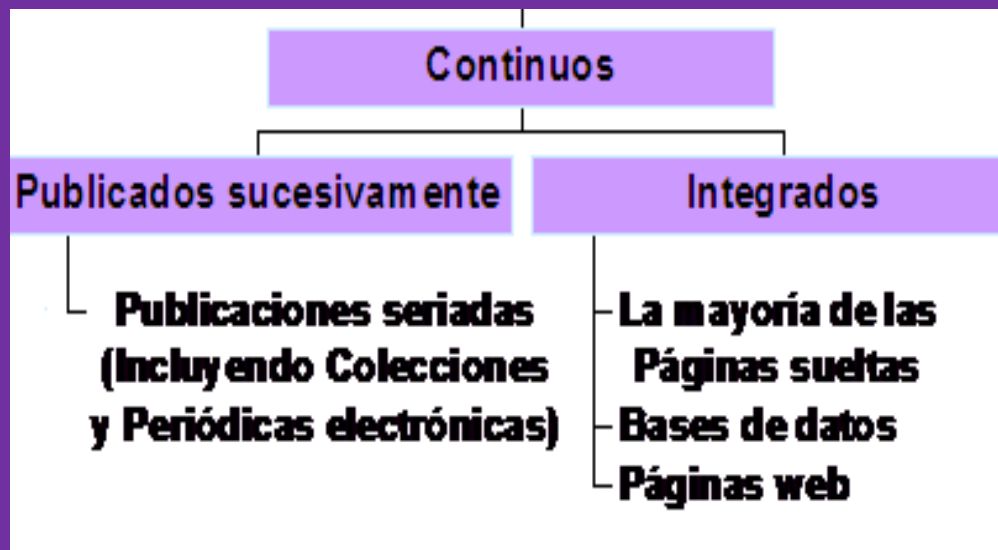 Continuos
Publicados sucesivamente
Integrados
Publicaciones seriadas
(Incluyendo Colecciones
y Periódicas electrónicas)
La mayoría de las
Páginas sueltas
Bases de datos
Páginas web